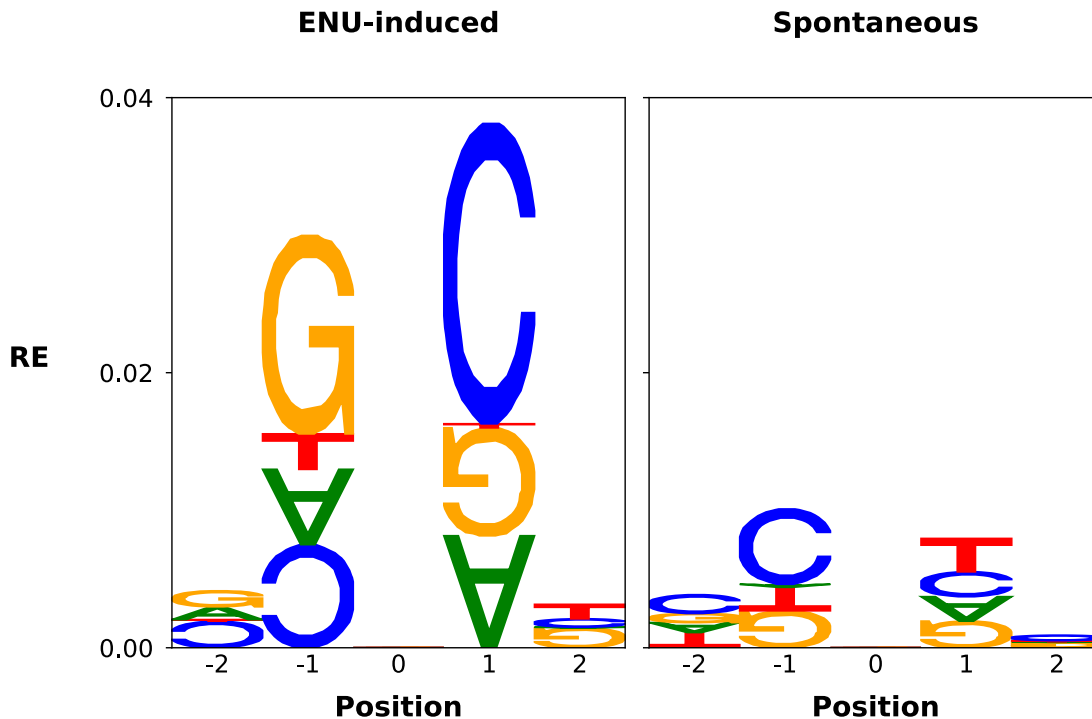 ENU-induced Spontaneous
0.04
RE
0.02
0.00
-2 -1 0 1 2 -2 -1 0 1 2
Position Position
G T A C
G T A C
C T G A
T C A G
C G A T
C A T G
T C A G
C A G